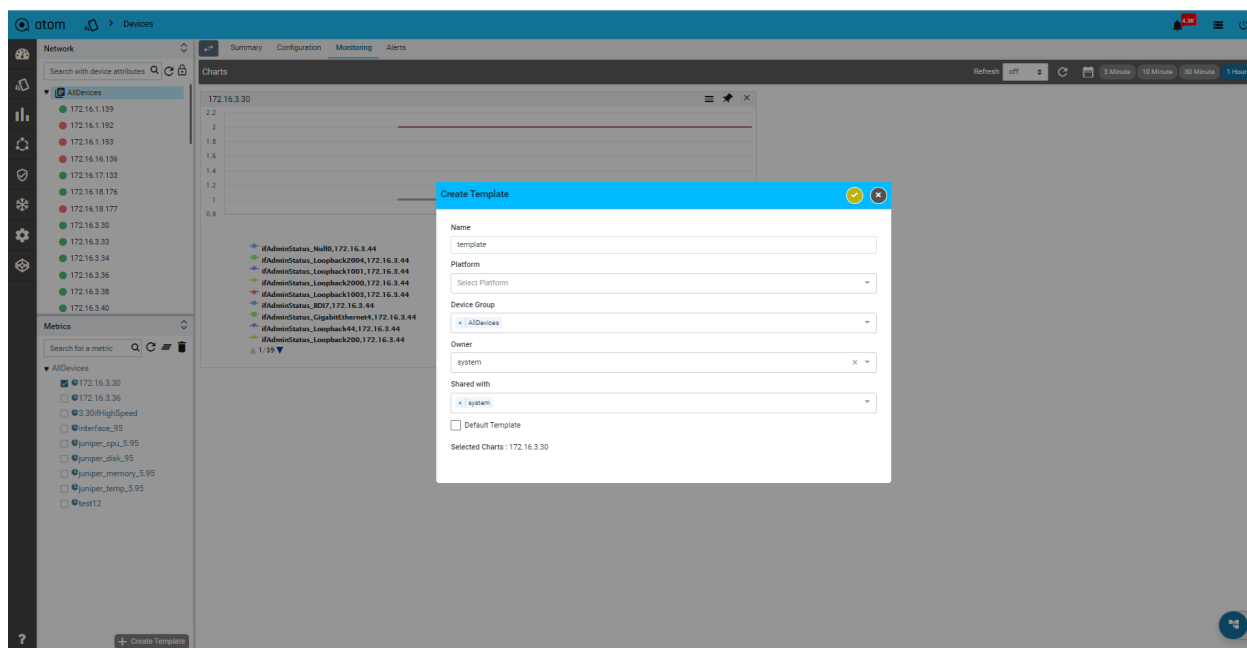 atom > Devices
4.3K
Network
Search with device attributes
AllDevices
172.16.1.139
172.16.1.192
172.16.1.193
172.16.16.136
172.16.17.133
172.16.18.176
172.16.18.177
172.16.3.30
172.16.3.33
172.16.3.34
172.16.3.36
172.16.3.38
172.16.3.40
Metrics
Search for a metric
AllDevices
172.16.3.30
172.16.3.36
3.30ifHighSpeed
interface_95
juniper_cpu_5.95
juniper_disk_95
juniper_memory_5.95
juniper_temp_5.95
test12
+ Create Template
?
Summary Configuration Monitoring Alerts
Charts
Refresh off 5 Minute 10 Minute 30 Minute 1 Hour
172.16.3.30
2.2
2
1.8
1.6
1.4
1.2
1
0.8
ifAdminStatus_Null0,172.16.3.44
ifAdminStatus_Loopback2004,172.16.3.44
ifAdminStatus_Loopback1001,172.16.3.44
ifAdminStatus_Loopback2000,172.16.3.44
ifAdminStatus_Loopback1003,172.16.3.44
ifAdminStatus_BDI7,172.16.3.44
ifAdminStatus_GigabitEthernet4,172.16.3.44
ifAdminStatus_Loopback44,172.16.3.44
ifAdminStatus_Loopback200,172.16.3.44
1/39
Create Template
Name
template
Platform
Select Platform
Device Group
× AllDevices
Owner
system
Shared with
× system
Default Template
Selected Charts : 172.16.3.30